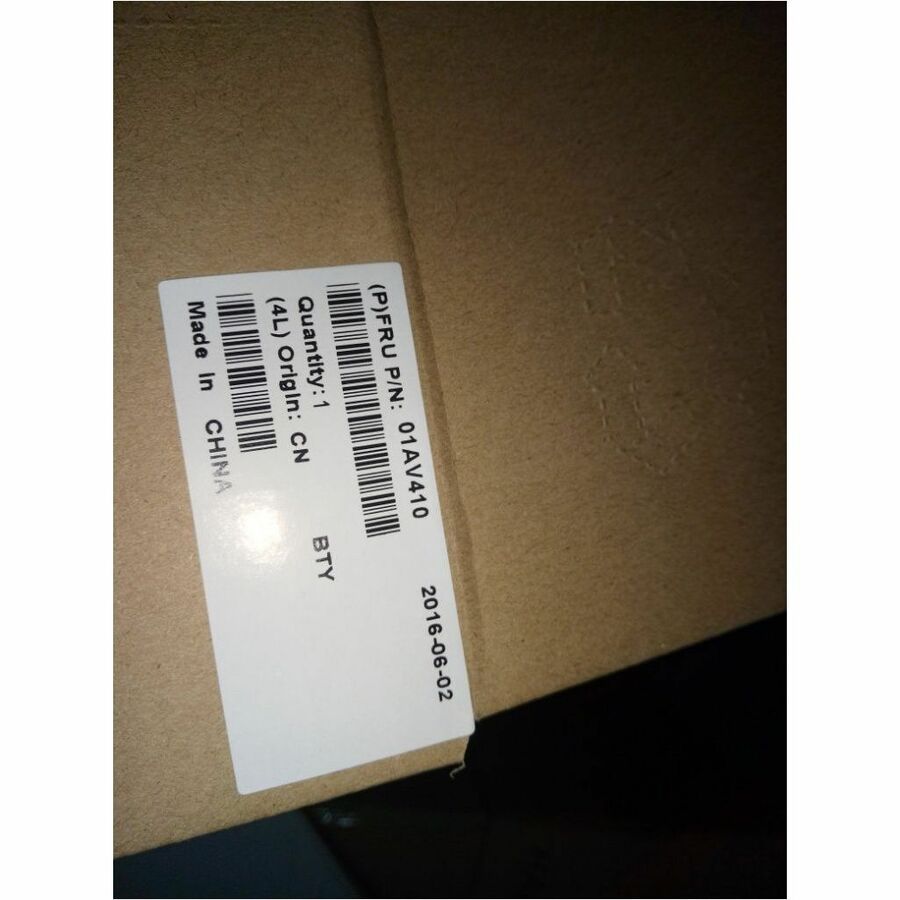 (P)FRU P/N: 01AV410 2016-06-02
Quantity:1 BTY
(4L) Origin: CN
Made In CHINA